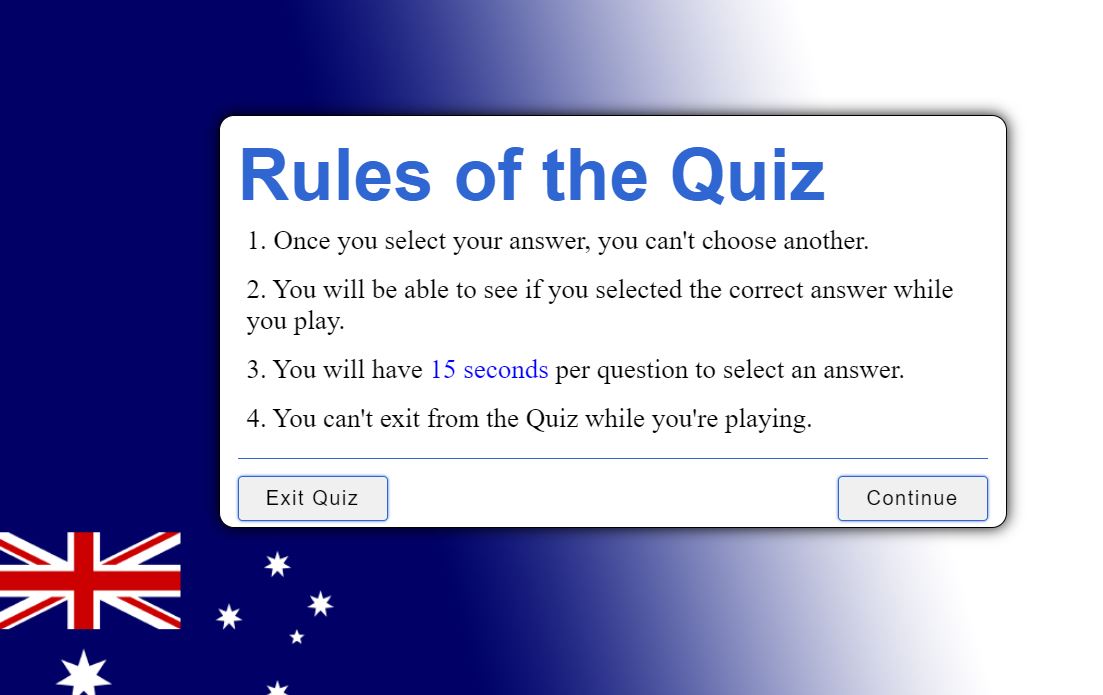 Rules of the Quiz
1. Once you select your answer, you can't choose another.
2. You will be able to see if you selected the correct answer while
you play.
3. You will have 15 seconds per question to select an answer.
4. You can't exit from the Quiz while you're playing.
Exit Quiz
Continue